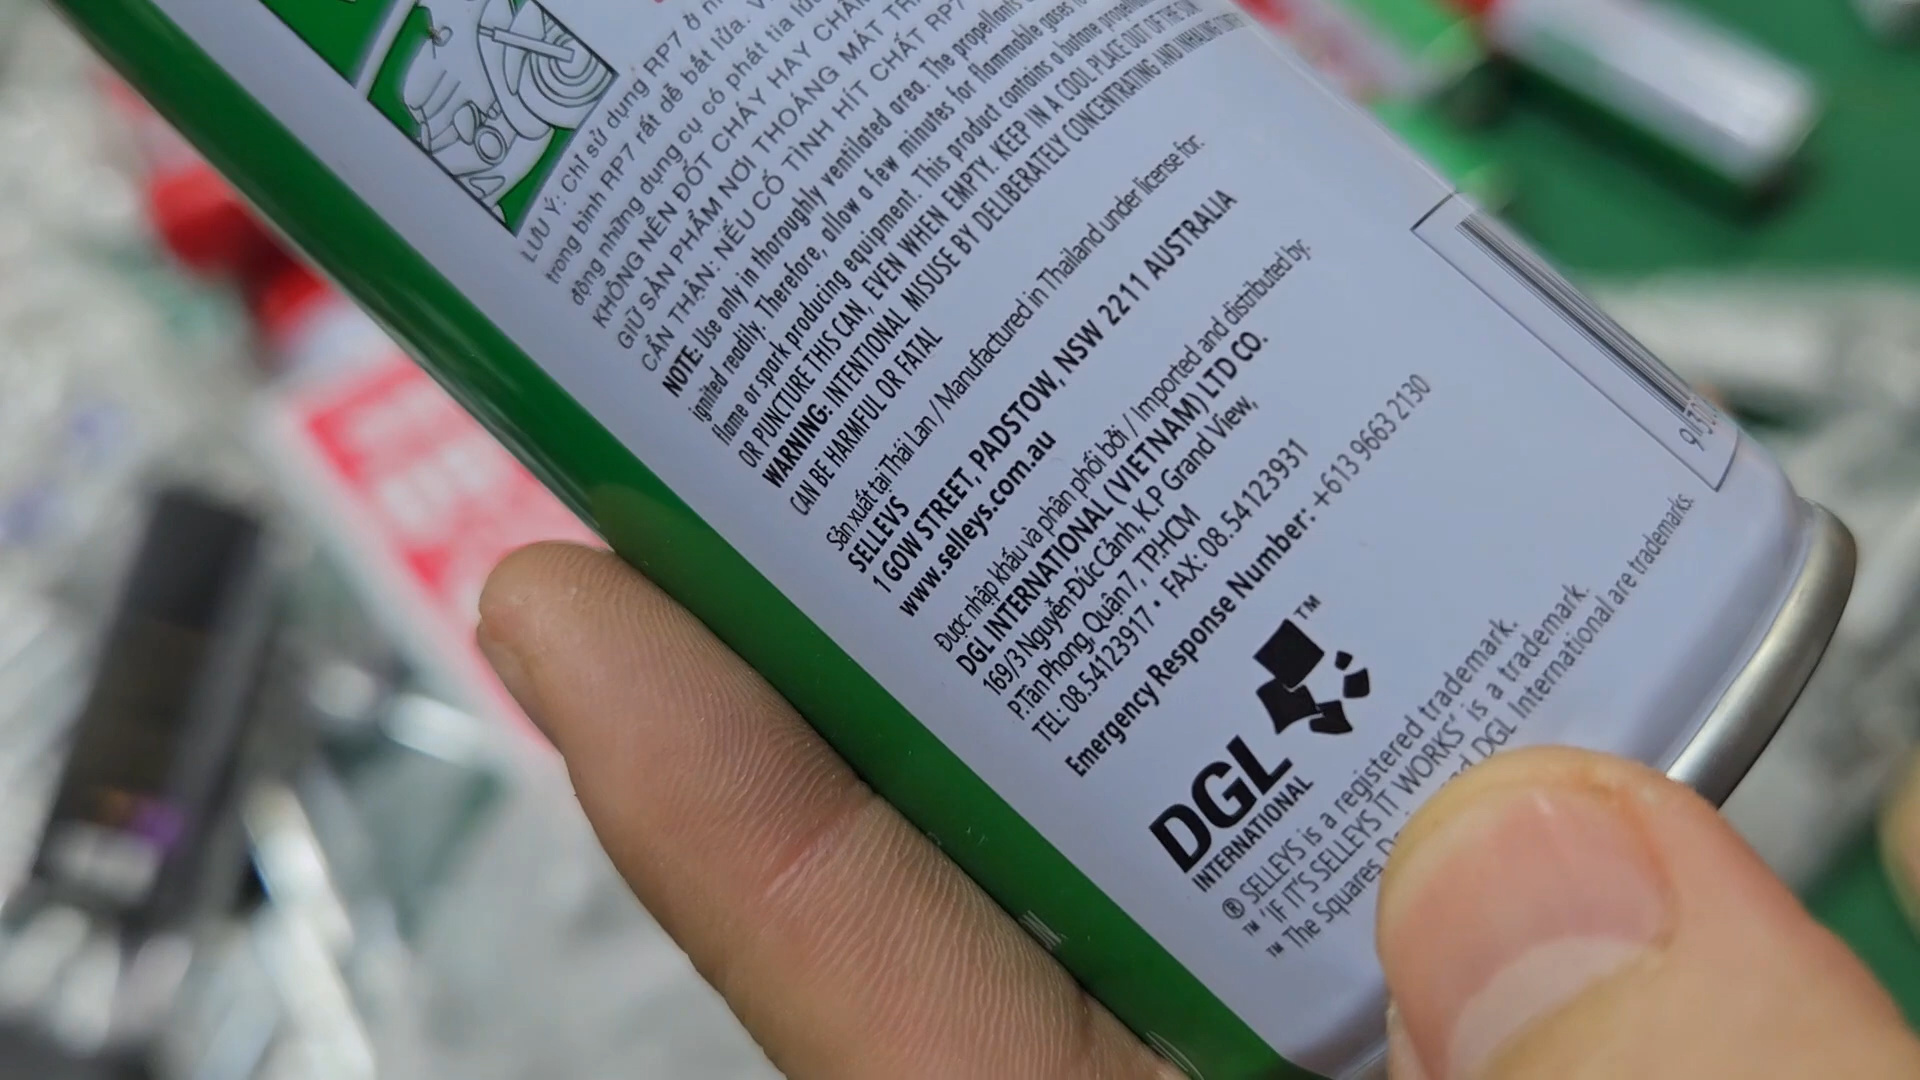 LƯU Ý: Chỉ sử dụng RP7 ở
trong bình RP7 rất dễ bắt lửa.
động những dụng cụ có phát tia lửa
KHÔNG NÊN ĐỐT CHÁY HAY
GIỮ SẢN PHẨM NƠI THOÁNG MÁT
CẨN THẬN: NẾU CỐ TÌNH HÍT CHẤT RP7
NOTE: Use only in thoroughly ventilated area. The propellants
ignited readily. Therefore, allow a few minutes for flammable gases
flame or spark producing equipment. This product contains a butane
OR PUNCTURE THIS CAN, EVEN WHEN EMPTY. KEEP IN A COOL PLACE OUT OF THE
WARNING: INTENTIONAL MISUSE BY DELIBERATELY CONCENTRATING AND INHALING
CAN BE HARMFUL OR FATAL
Sản xuất tại Thái Lan / Manufactured in Thailand under license for:
SELLEYS
1 GOW STREET, PADSTOW, NSW 2211 AUSTRALIA
www.selleys.com.au
Được nhập khẩu và phân phối bởi / Imported and distributed by:
DGL INTERNATIONAL (VIETNAM) LTD CO.
169/3 Nguyễn Đức Cảnh, K.P Grand View,
P.Tân Phong, Quận 7, TP.HCM
TEL: 08.54123917 • FAX: 08.54123931
Emergency Response Number: +613 9663 2130
DGL™
INTERNATIONAL
® SELLEYS is a registered trademark.
™ 'IF IT'S SELLEYS IT WORKS' is a trademark.
™ The Squares DGL International are trademarks.